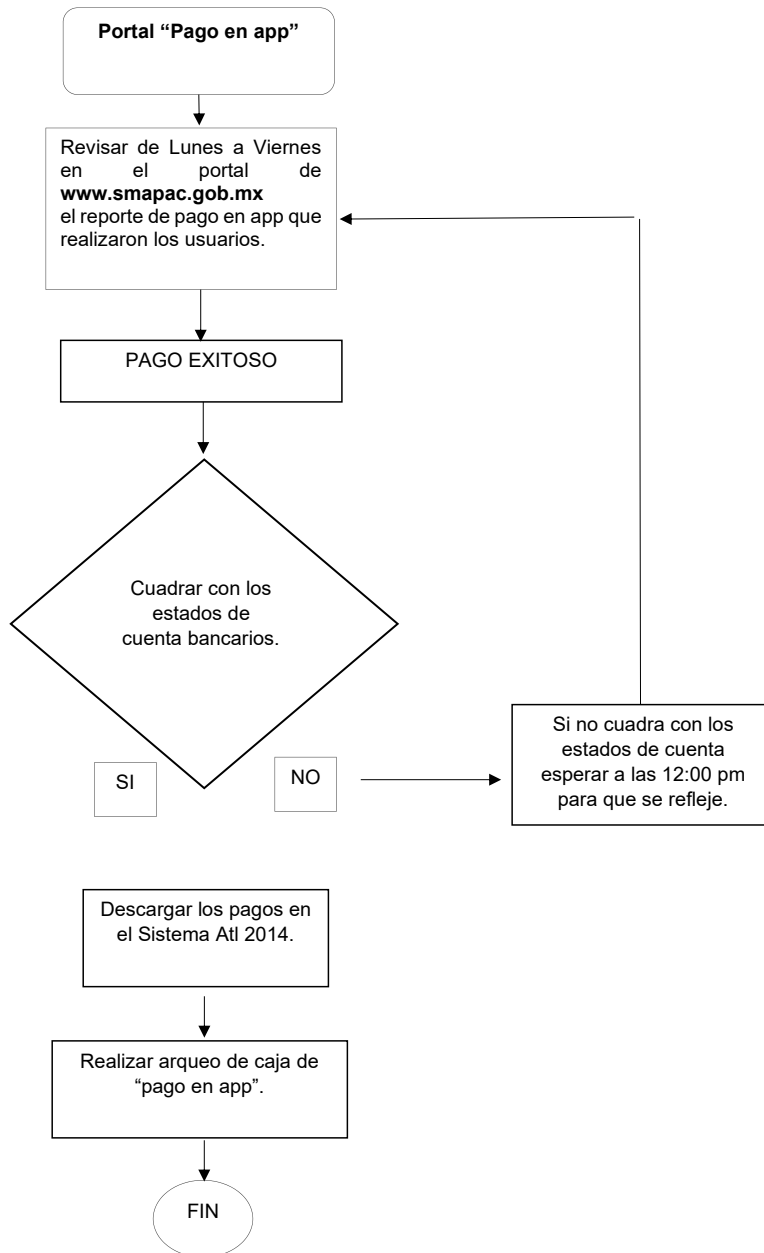 Portal “Pago en app”
Revisar de Lunes a Viernes
en el portal de
www.smapac.gob.mx
el reporte de pago en app que
realizaron los usuarios.
PAGO EXITOSO
Cuadrar con los
estados de
cuenta bancarios.
SI
NO
Si no cuadra con los
estados de cuenta
esperar a las 12:00 pm
para que se refleje.
Descargar los pagos en
el Sistema Atl 2014.
Realizar arqueo de caja de
“pago en app”.
FIN